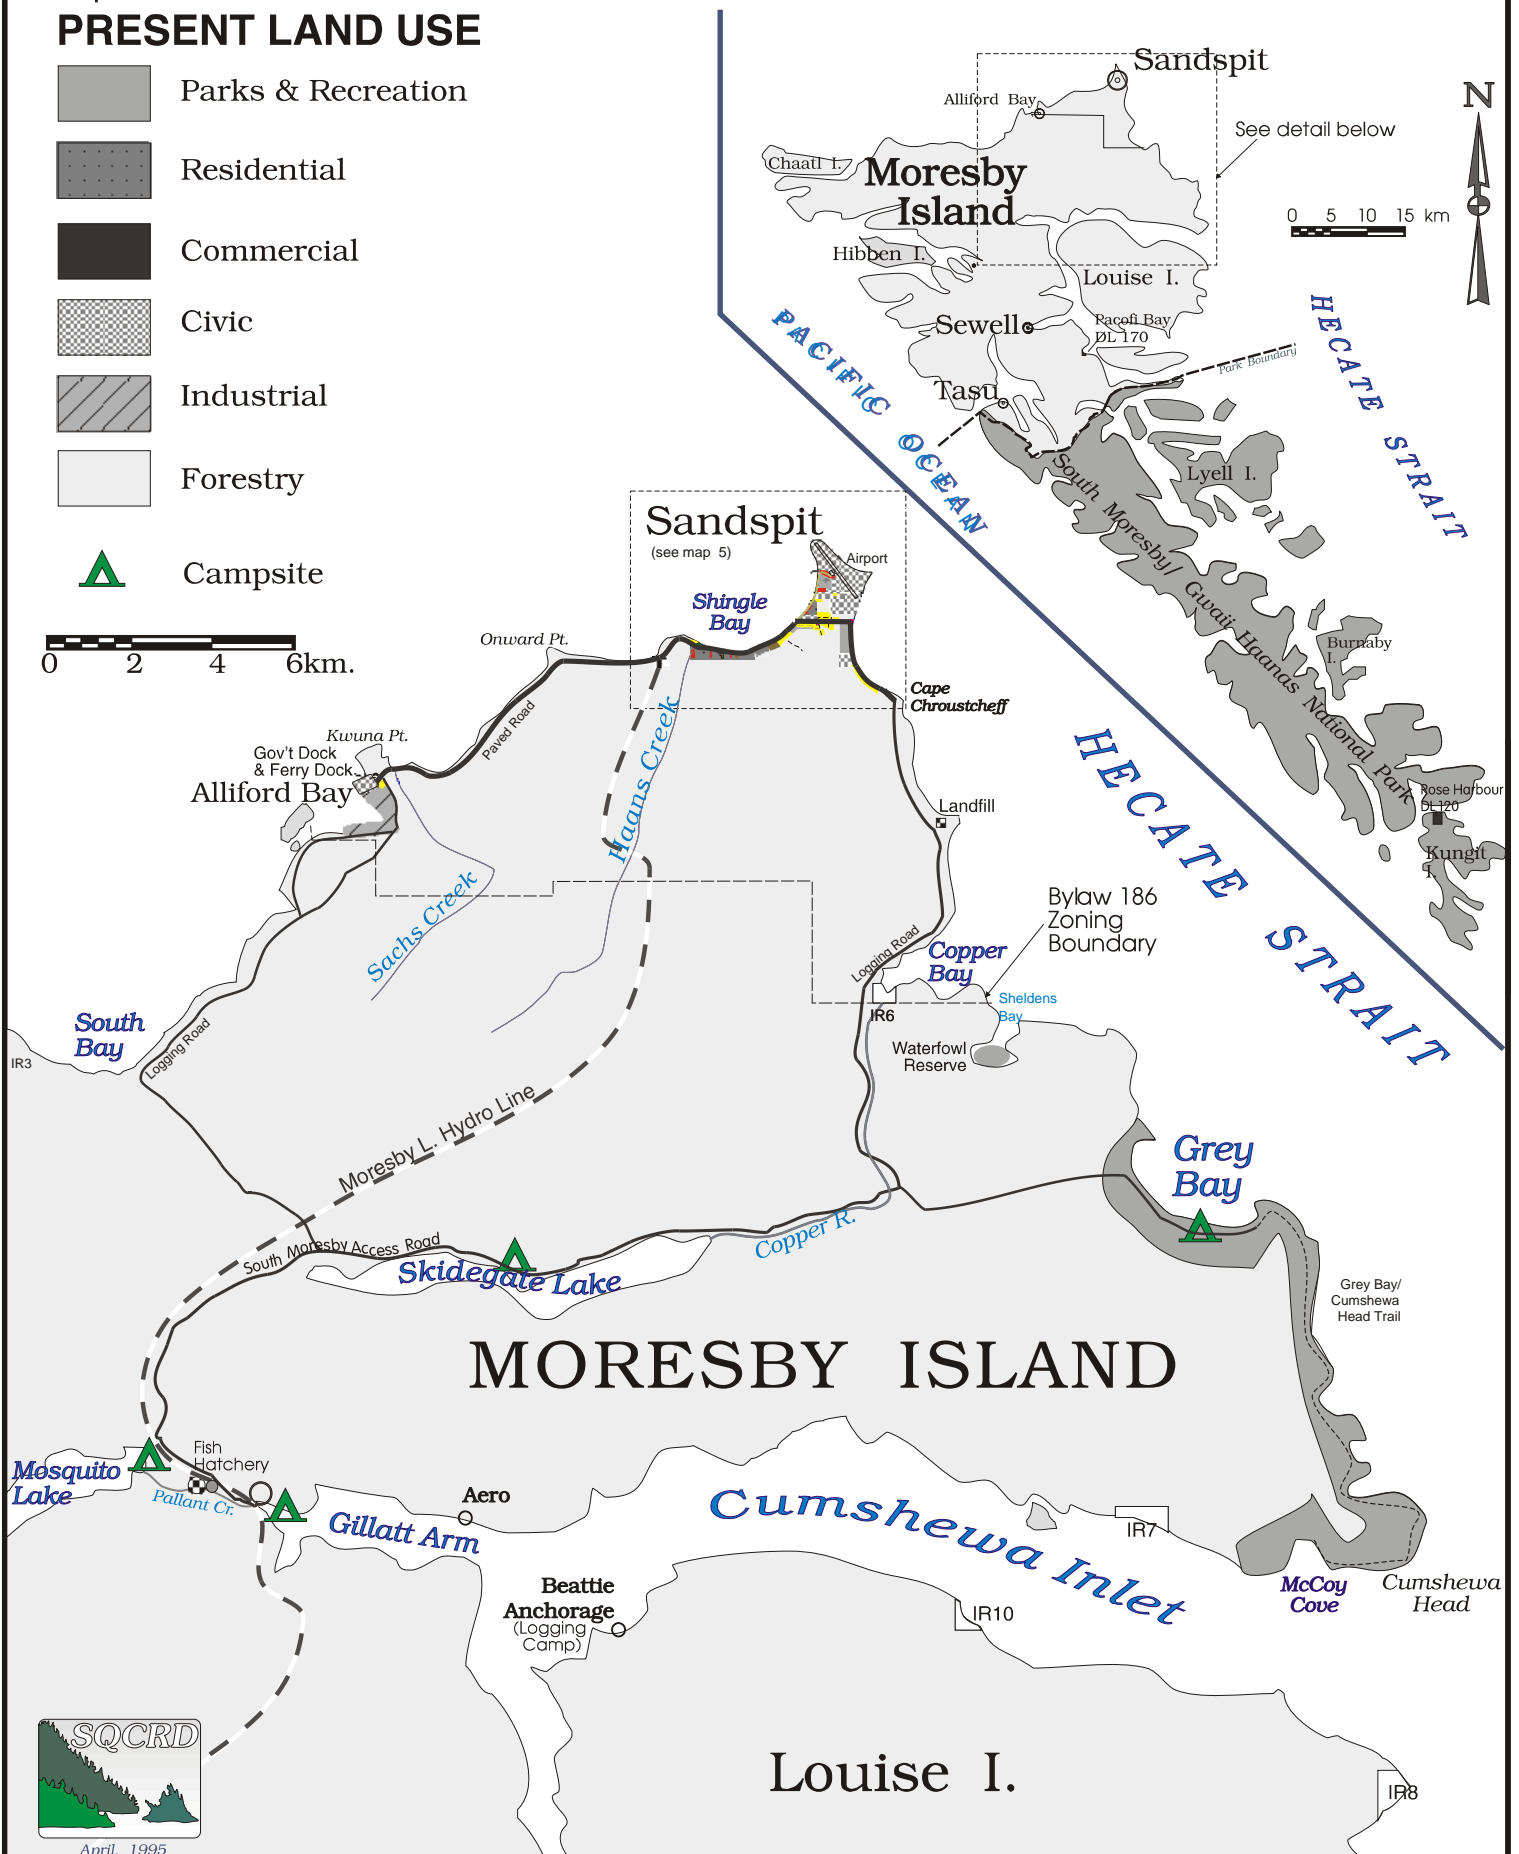 PRESENT LAND USE
Parks & Recreation
Residential
Commercial
Civic
Industrial
Forestry
Campsite
0 2 4 6km.
Sandspit
Alliford Bay
See detail below
Chaatl I.
Moresby
Island
N
0 5 10 15 km
Hibben I.
Louise I.
Sewell
Pacofi Bay
DL 170
Tasu
Park Boundary
PACIFIC OCEAN
HECATE STRAIT
Lyell I.
South Moresby/ Gwaii Haanas National Park
Burnaby
I.
Rose Harbour
DL 120
Kungit
I.
HECATE STRAIT
Sandspit
(see map 5)
Airport
Shingle
Bay
Onward Pt.
Cape
Chroustcheff
Paved Road
Haans Creek
Kwuna Pt.
Gov't Dock
& Ferry Dock
Alliford Bay
Landfill
Sachs Creek
Bylaw 186
Zoning
Boundary
Logging Road
Copper
Bay
Sheldens
Bay
IR6
Waterfowl
Reserve
South
Bay
IR3
Logging Road
Moresby L. Hydro Line
Grey
Bay
Copper R.
South Moresby Access Road
Skidegate Lake
Grey Bay/
Cumshewa
Head Trail
MORESBY ISLAND
Fish
Hatchery
Mosquito
Lake
Pallant Cr.
Aero
Gillatt Arm
Cumshewa Inlet
IR7
Beattie
Anchorage
(Logging
Camp)
IR10
McCoy
Cove
Cumshewa
Head
SQCRD
Louise I.
IR8
April, 1995